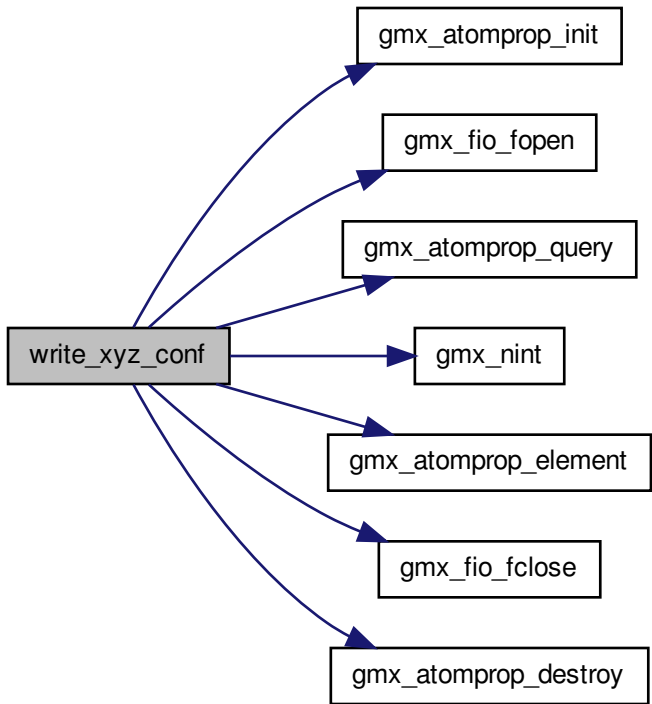 gmx_atomprop_init
gmx_fio_fopen
gmx_atomprop_query
write_xyz_conf
gmx_nint
gmx_atomprop_element
gmx_fio_fclose
gmx_atomprop_destroy